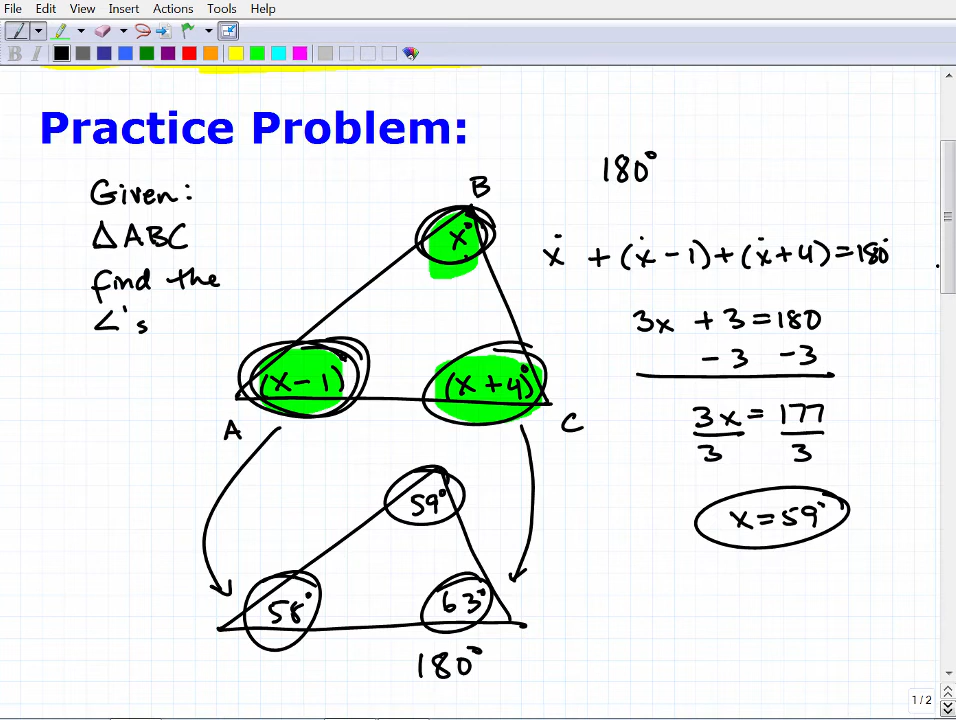 File Edit View Insert Actions Tools Help
B I
Practice Problem:
Given:
△ABC
find the
∠'s
B
x°
(x-1)
(x+4)°
A
C
59°
58°
63°
180°
180°
x + (x-1)+(x+4)=180°
3x + 3 = 180
-3 -3
3x = 177
3 3
x = 59°
1 / 2